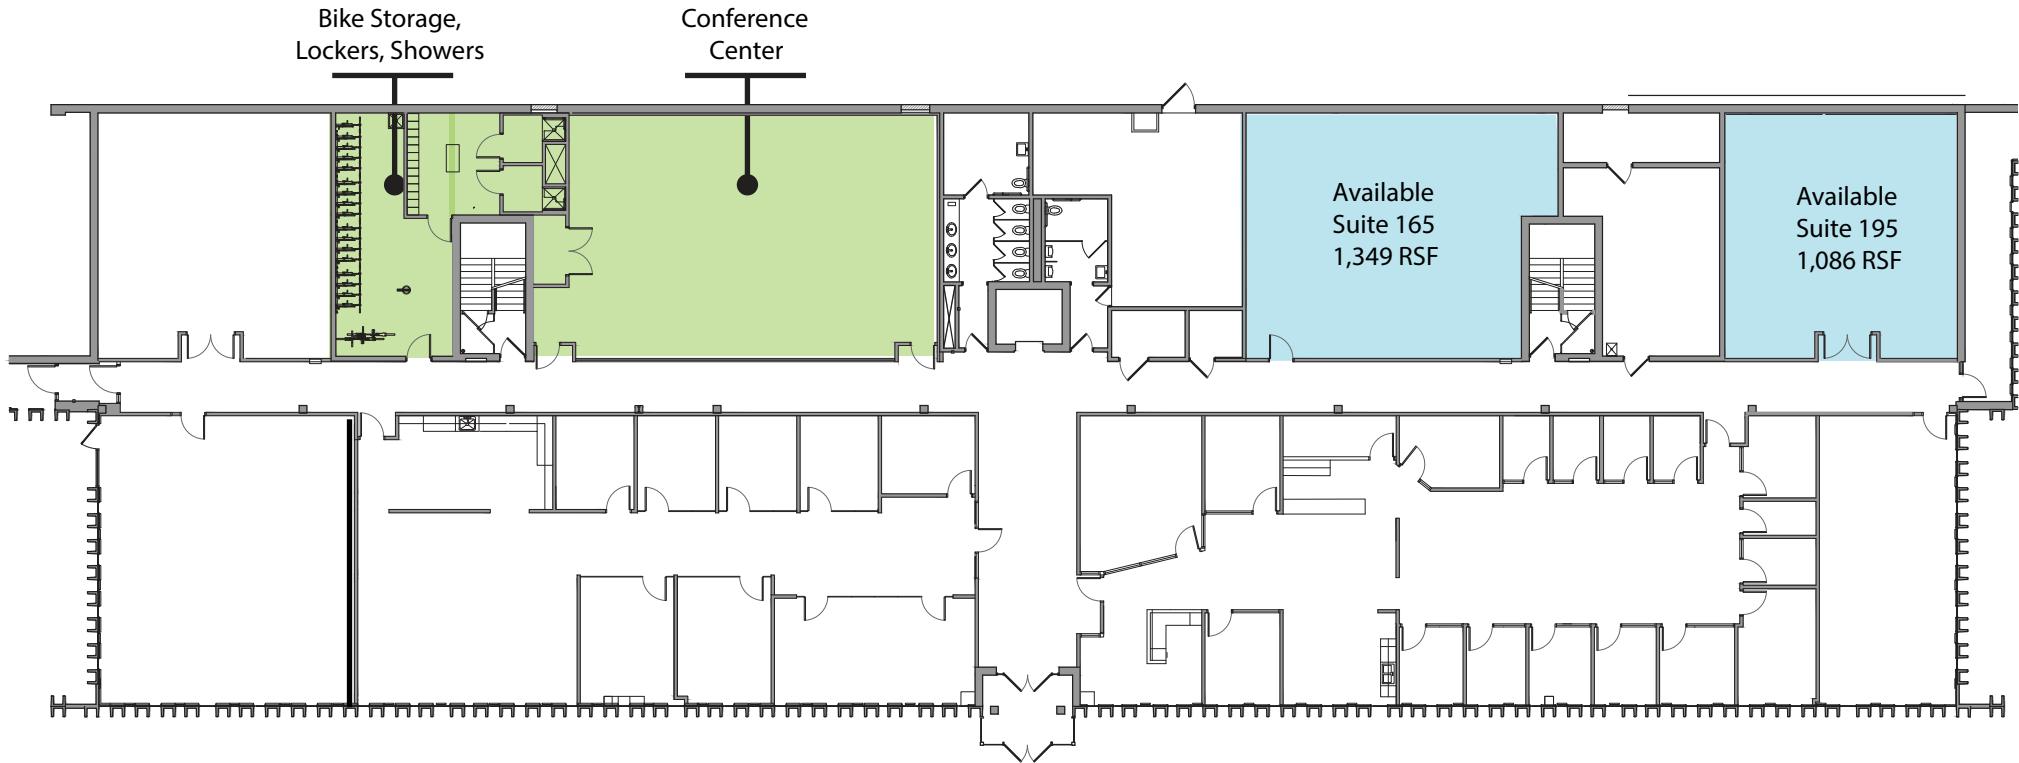 Bike Storage,
Lockers, Showers
Conference
Center
Available
Suite 165
1,349 RSF
Available
Suite 195
1,086 RSF